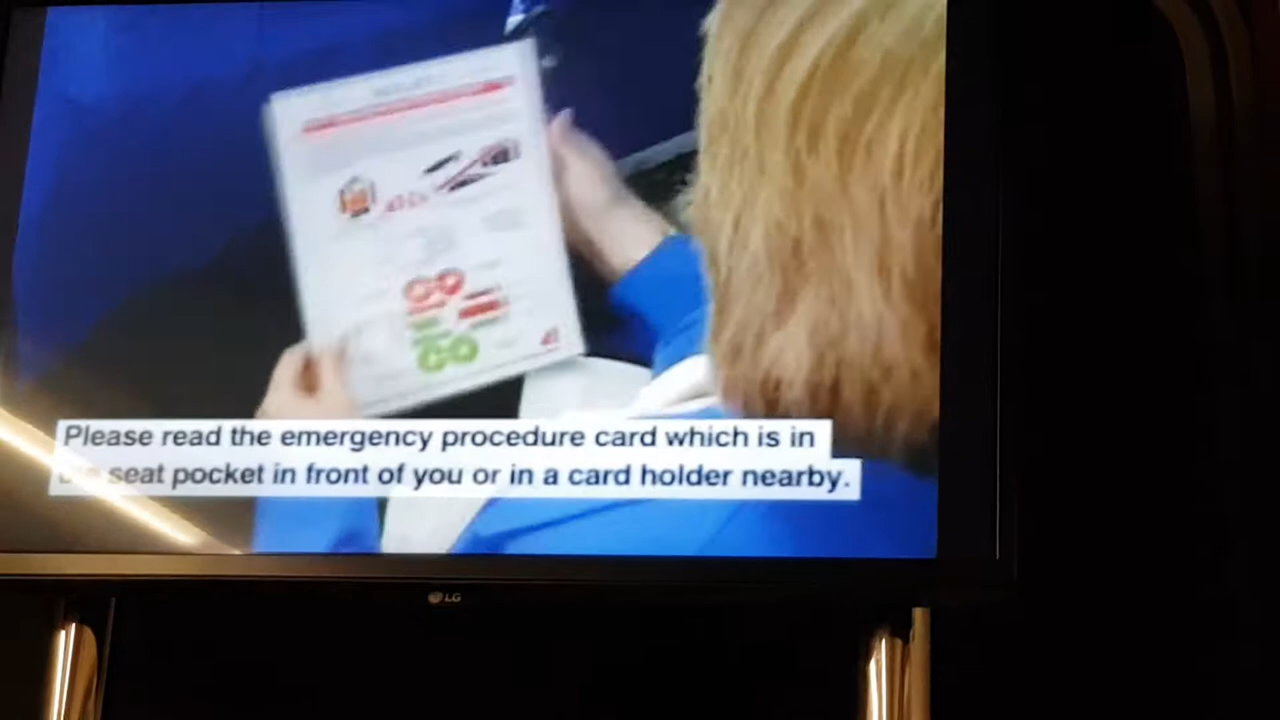 Please read the emergency procedure card which is in
seat pocket in front of you or in a card holder nearby.
LG